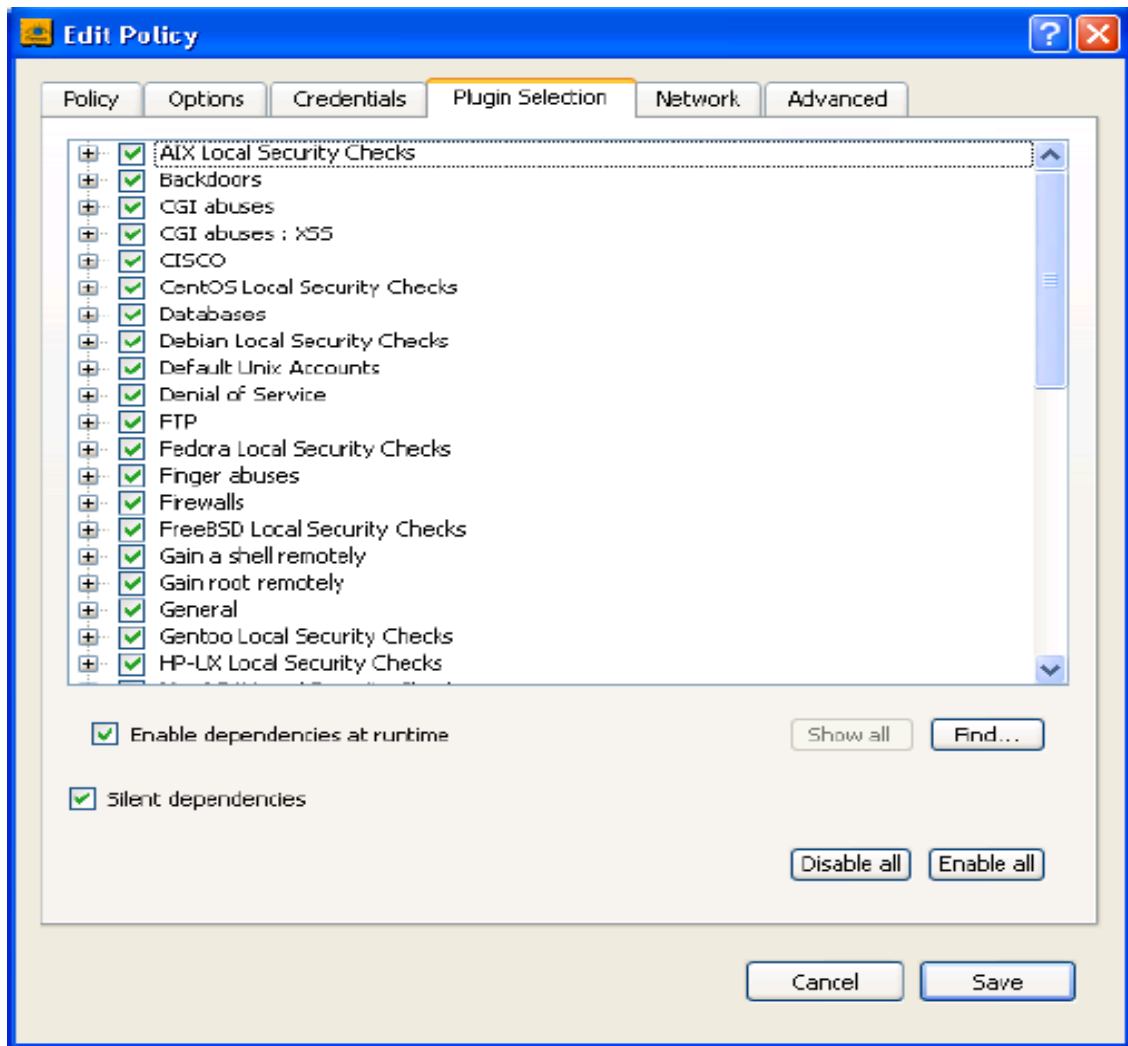 Edit Policy
Policy Options Credentials Plugin Selection Network Advanced
AIX Local Security Checks
Backdoors
CGI abuses
CGI abuses : XSS
CISCO
CentOS Local Security Checks
Databases
Debian Local Security Checks
Default Unix Accounts
Denial of Service
FTP
Fedora Local Security Checks
Finger abuses
Firewalls
FreeBSD Local Security Checks
Gain a shell remotely
Gain root remotely
General
Gentoo Local Security Checks
HP-UX Local Security Checks
Enable dependencies at runtime Show all Find...
Silent dependencies
Disable all Enable all
Cancel Save